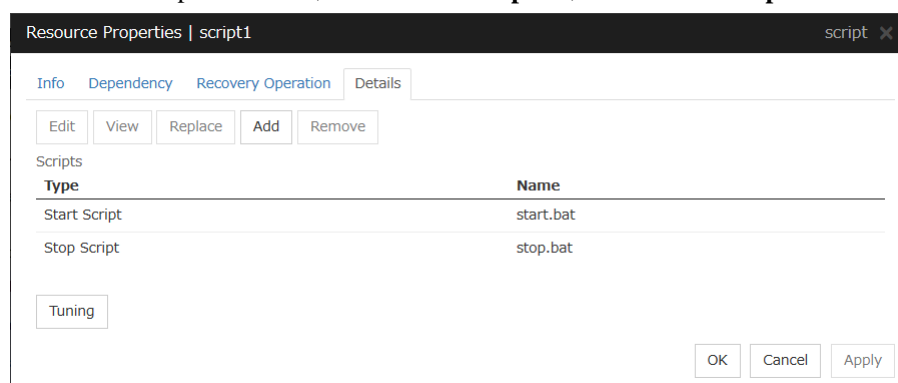 Resource Properties | script1 script ×
Info Dependency Recovery Operation Details
Edit View Replace Add Remove
Scripts
Type Name
Start Script start.bat
Stop Script stop.bat
Tuning
OK Cancel Apply